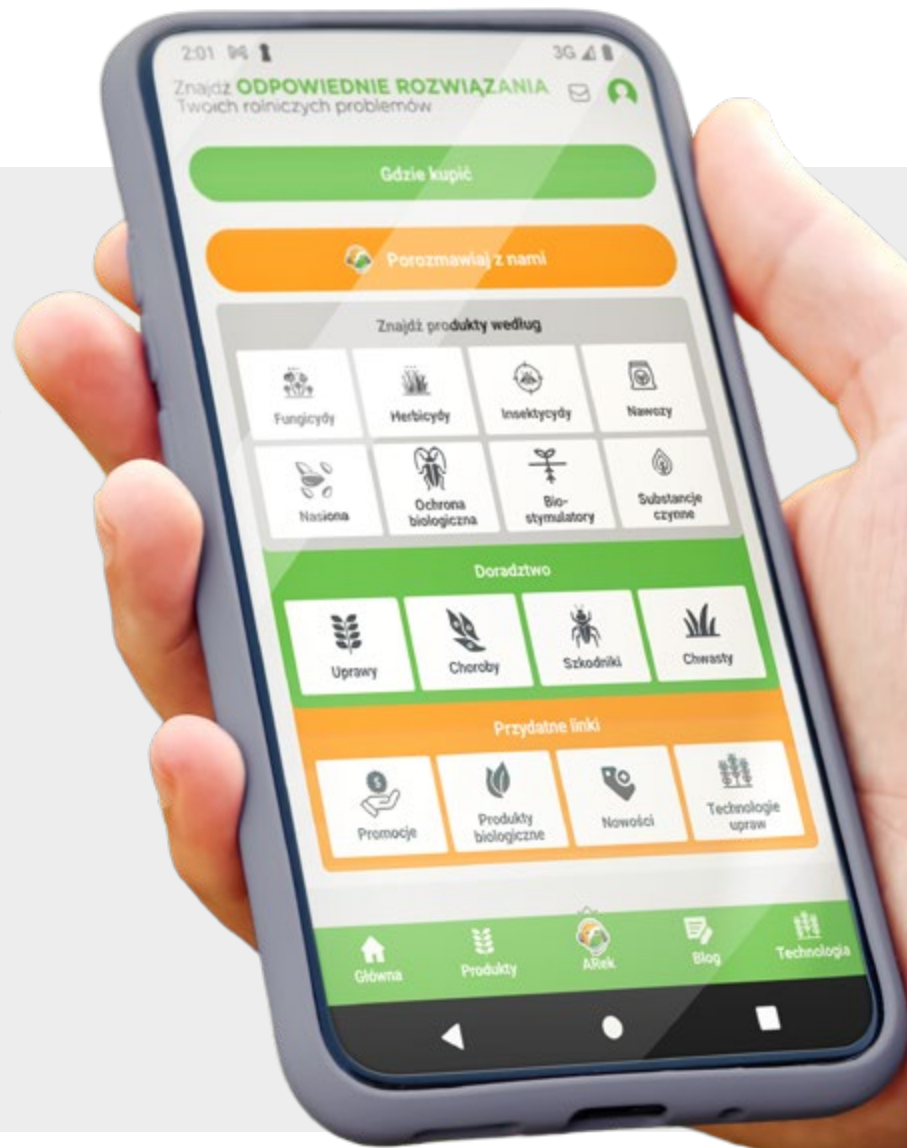 2:01
3G
Znajdź ODPOWIEDNIE ROZWIĄZANIA
Twoich rolniczych problemów
Gdzie kupić
Porozmawiaj z nami
Znajdź produkty według
Fungicydy
Herbicydy
Insektycydy
Nawozy
Nasiona
Ochrona
biologiczna
Bio-
stymulatory
Substancje
czynne
Doradztwo
Uprawy
Choroby
Szkodniki
Chwasty
Przydatne linki
Promocje
Produkty
biologiczne
Nowości
Technologie
upraw
Główna
Produkty
ARek
Blog
Technologia